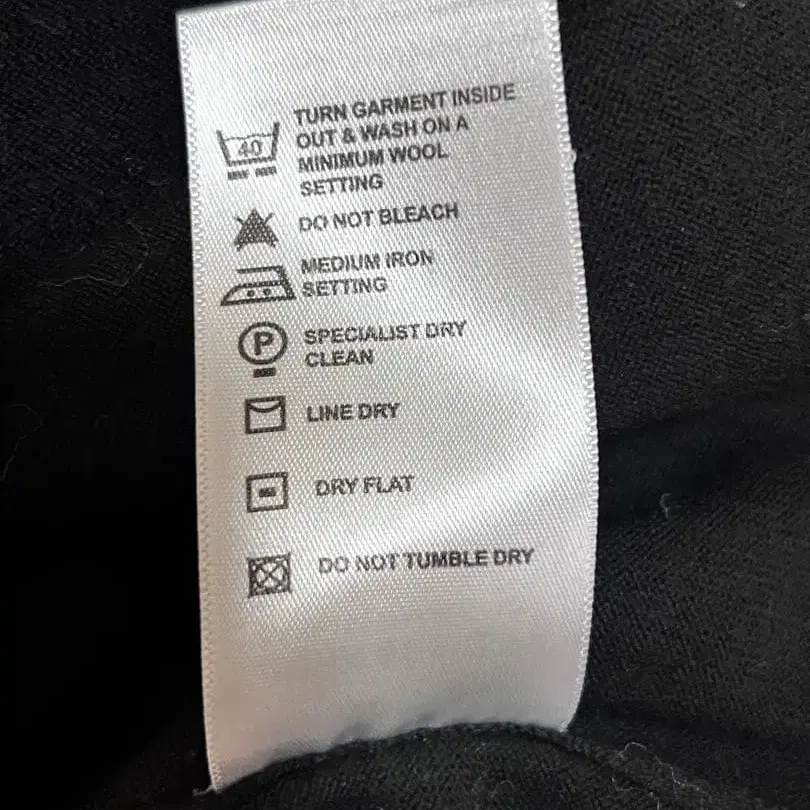 40
TURN GARMENT INSIDE
OUT & WASH ON A
MINIMUM WOOL
SETTING
DO NOT BLEACH
MEDIUM IRON
SETTING
P
SPECIALIST DRY
CLEAN
LINE DRY
DRY FLAT
DO NOT TUMBLE DRY